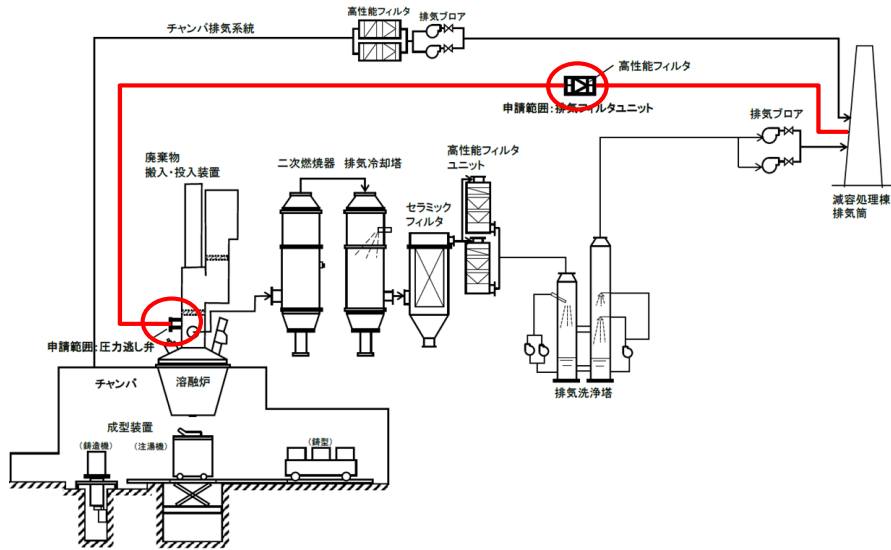 チャンバ排気系統
高性能フィルタ
排気ブロア
高性能フィルタ
申請範囲:排気フィルタユニット
排気ブロア
廃棄物
搬入・投入装置
二次燃焼器
排気冷却塔
高性能フィルタ
ユニット
セラミック
フィルタ
減容処理棟
排気筒
申請範囲:圧力逃し弁
チャンバ
溶融炉
排気洗浄塔
成型装置
(鋳造機)
(注湯機)
(鋳型)